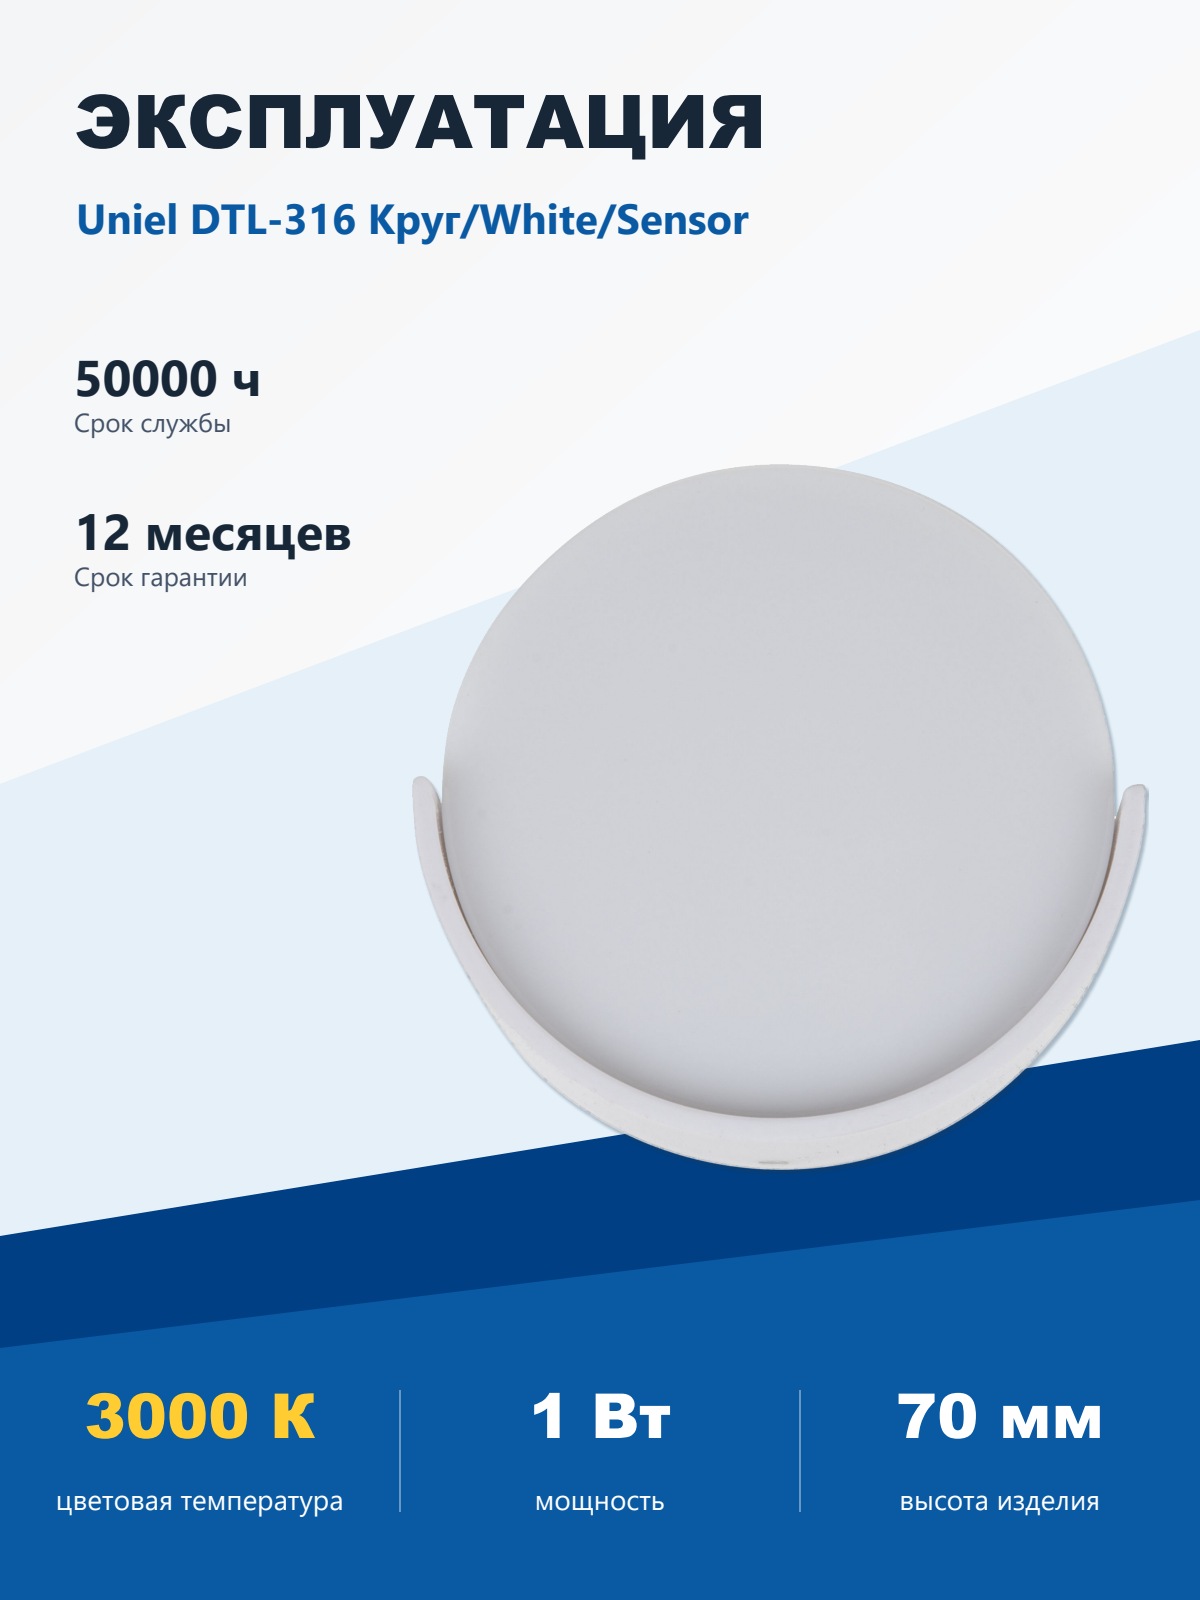 ЭКСПЛУАТАЦИЯ
Uniel DTL-316 Круг/White/Sensor
50000 ч
Срок службы
12 месяцев
Срок гарантии
3000 К
цветовая температура
1 Вт
мощность
70 мм
высота изделия